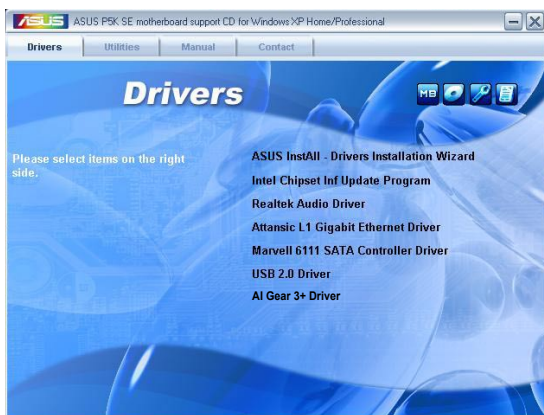 ASUS ASUS P5K SE motherboard support CD for Windows XP Home/Professional
Drivers Utilities Manual Contact
Drivers
MB
Please select items on the right
side.
ASUS InstAll - Drivers Installation Wizard
Intel Chipset Inf Update Program
Realtek Audio Driver
Attansic L1 Gigabit Ethernet Driver
Marvell 6111 SATA Controller Driver
USB 2.0 Driver
AI Gear 3+ Driver